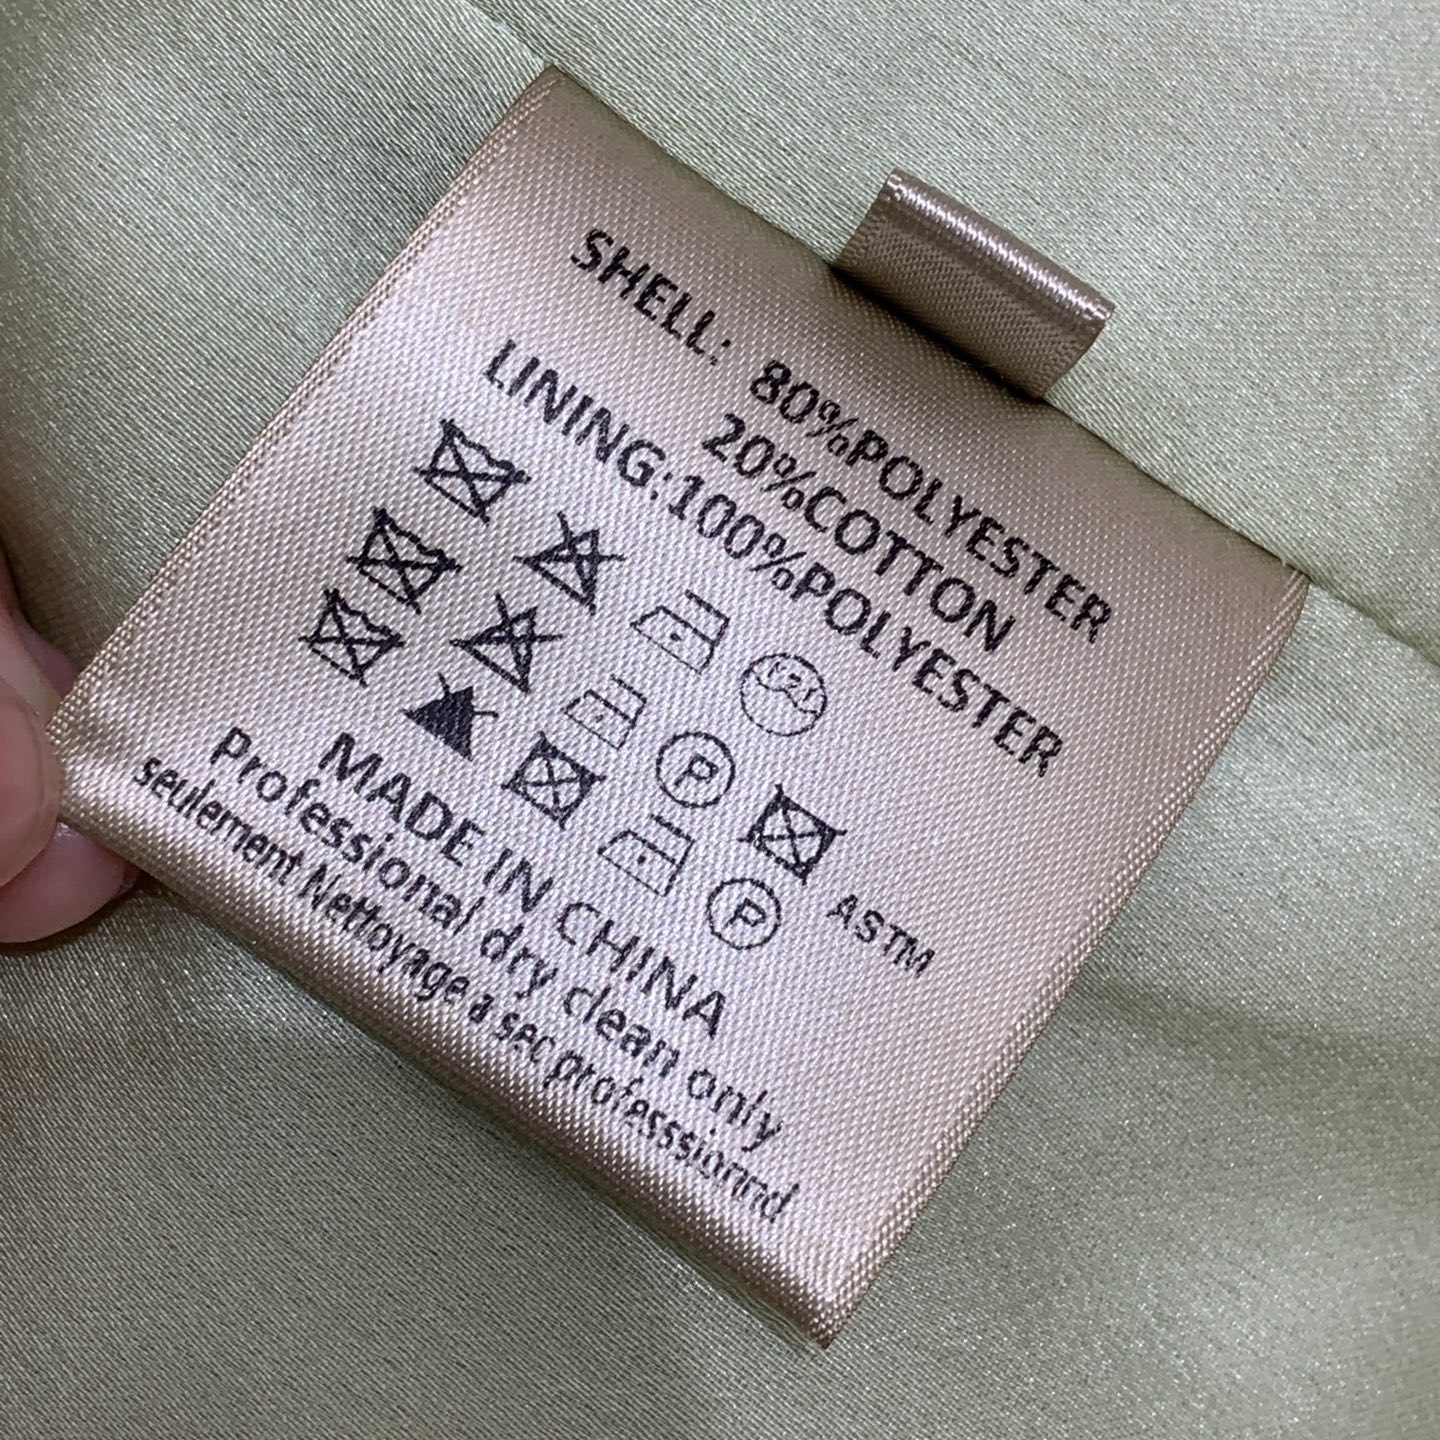 SHELL: 80%POLYESTER
20%COTTON
LINING:100%POLYESTER
P
P
ASTM
MADE IN CHINA
Professional dry clean only
seulement Nettoyage a sec professsionnd